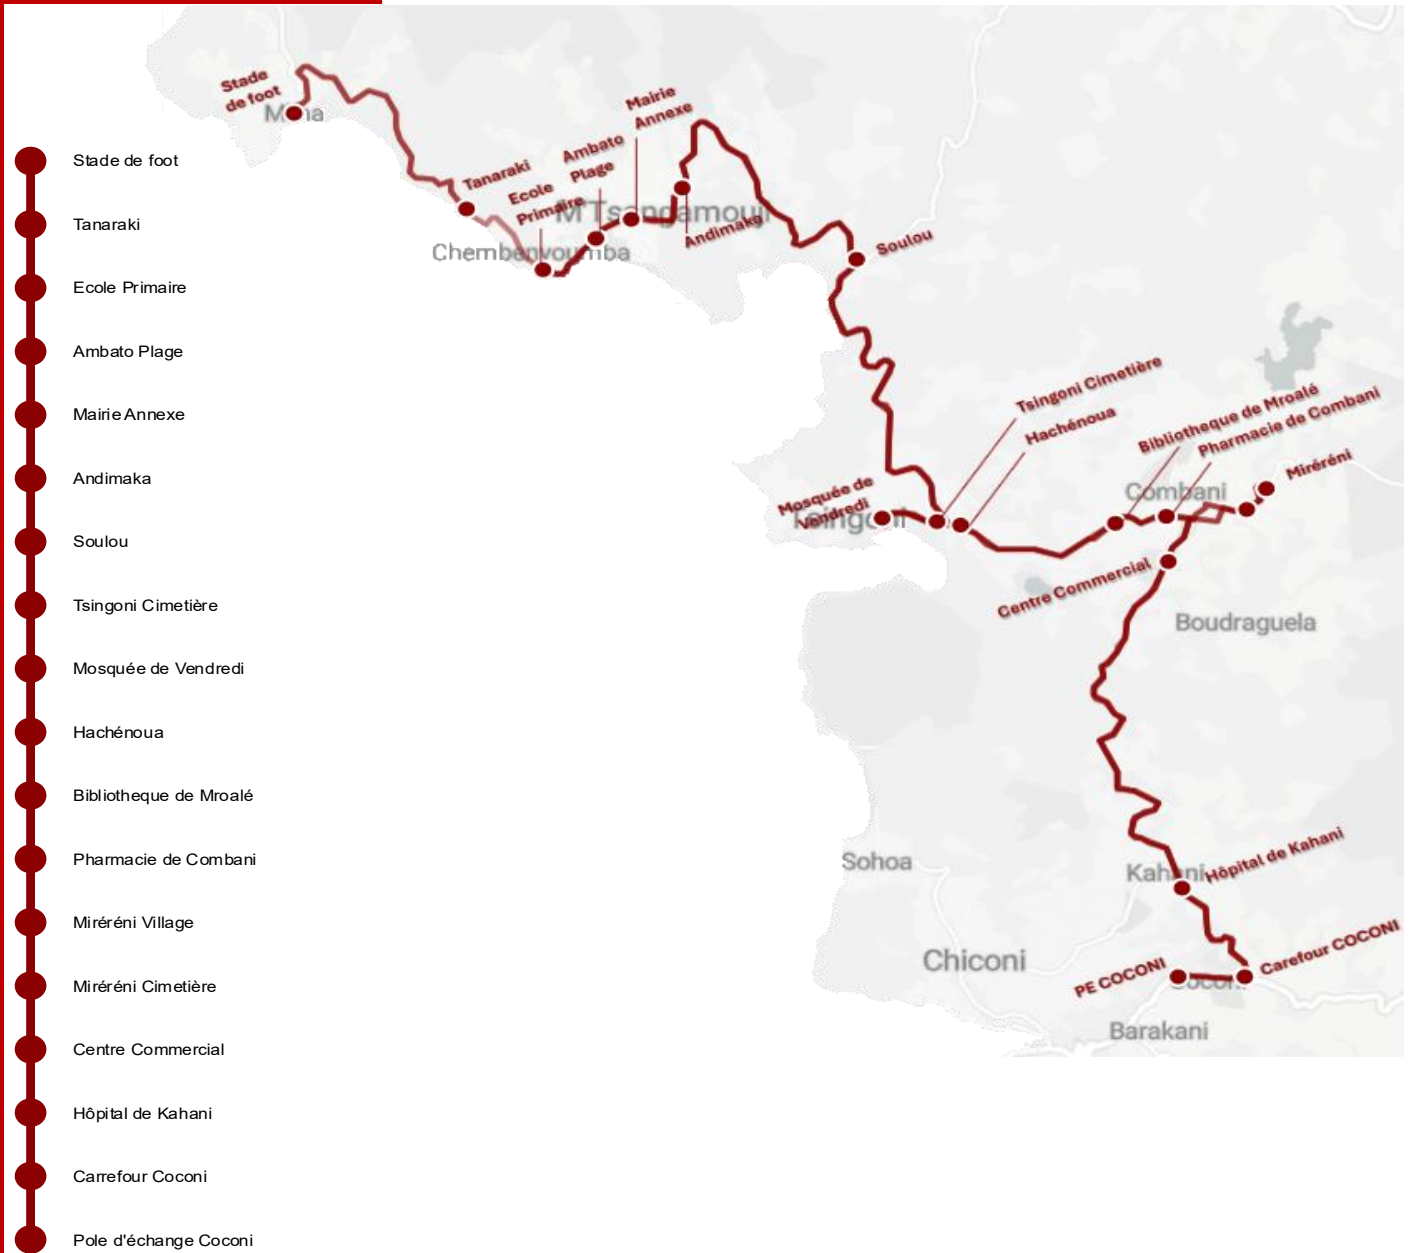 Stade de foot
Tanaraki
Ecole Primaire
Ambato Plage
Mairie Annexe
Andimaka
Soulou
Tsingoni Cimetière
Mosquée de Vendredi
Hachénoua
Bibliotheque de Mroalé
Pharmacie de Combani
Miréréni Village
Miréréni Cimetière
Centre Commercial
Hôpital de Kahani
Carrefour Coconi
Pole d'échange Coconi
Stade
de foot
Tanaraki
Ecole
Primaire
Ambato
Plage
Mairie
Annexe
M'Tsangamouji
Chembenyoumba
Andimaka
Soulou
Tsingoni Cimetière
Hachénoua
Bibliotheque de Mroalé
Pharmacie de Combani
Miréréni
Combani
Mosquée de
Vendredi
Tsingoni
Centre Commercial
Boudraguela
Sohoa
Kahani
Hôpital de Kahani
Chiconi
PE COCONI
Carefour COCONI
Coconi
Barakani